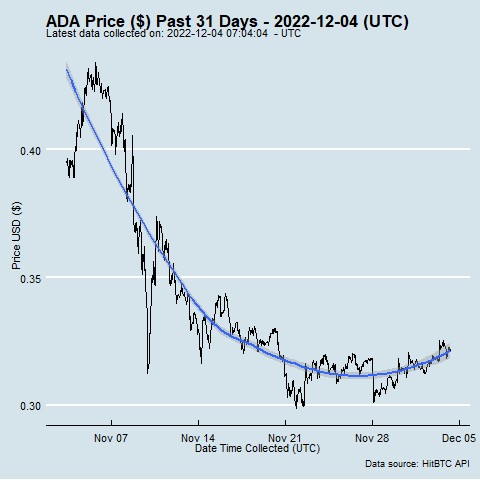 ADA Price ($) Past 31 Days - 2022-12-04 (UTC)
Latest data collected on: 2022-12-04 07:04:04 - UTC
0.40
0.35
0.30
Price USD ($)
Nov 07 Nov 14 Nov 21 Nov 28 Dec 05
Date Time Collected (UTC)
Data source: HitBTC API